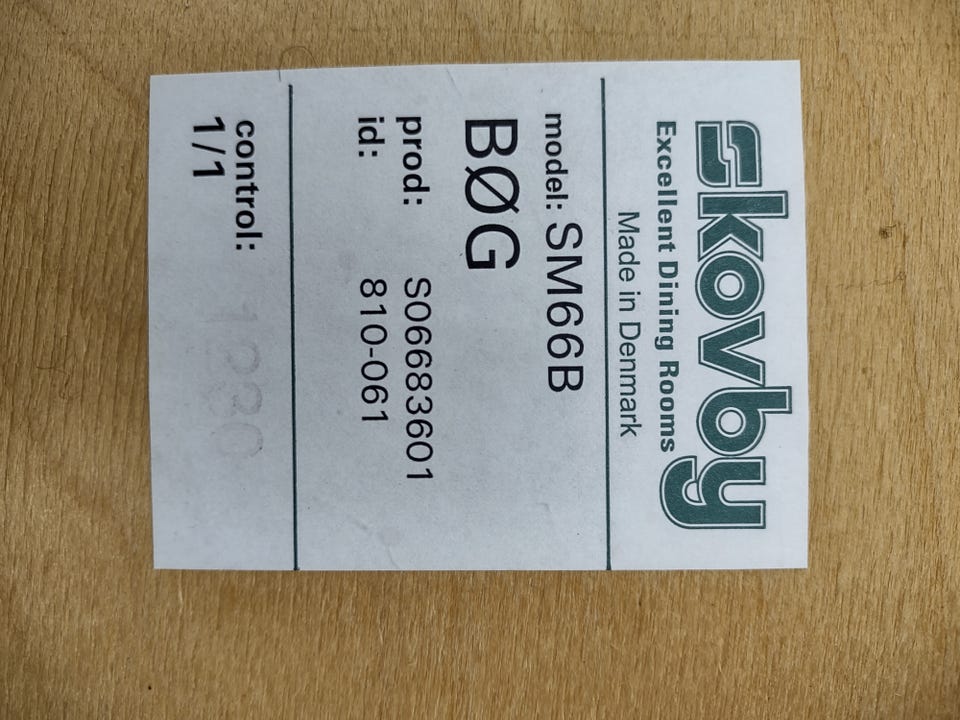 skovby
Excellent Dining Rooms
Made in Denmark
model: SM66B
BØG
prod: S06683601
id: 810-061
control:
1/1